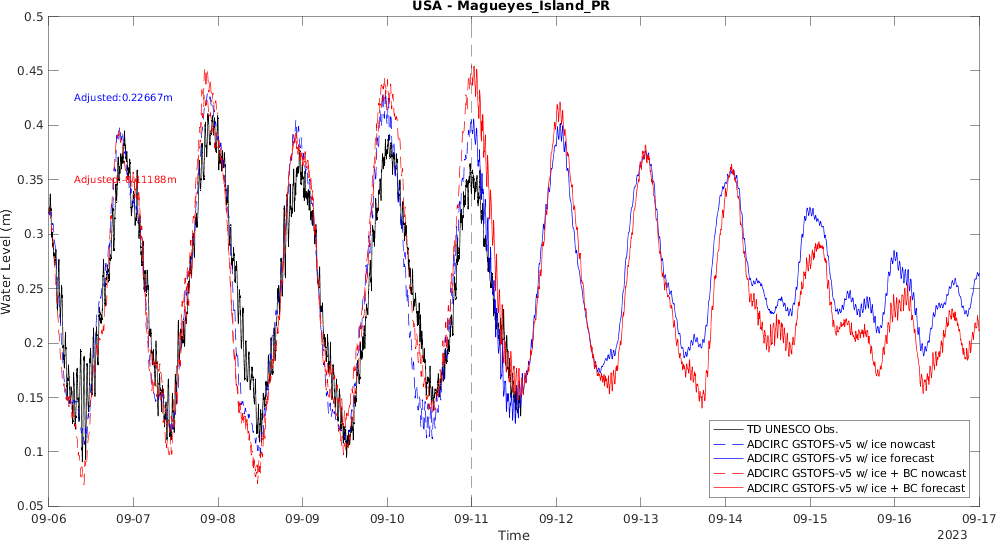 USA - Magueyes_Island_PR
0.5
0.45
0.4
0.35
0.3
0.25
0.2
0.15
0.1
0.05
Water Level (m)
Adjusted:0.22667m
Adjusted:
TD UNESCO Obs.
ADCIRC GSTOFS-v5 w/ ice nowcast
ADCIRC GSTOFS-v5 w/ ice forecast
ADCIRC GSTOFS-v5 w/ ice + BC nowcast
ADCIRC GSTOFS-v5 w/ ice + BC forecast
09-06 09-07 09-08 09-09 09-10 09-11 09-12 09-13 09-14 09-15 09-16 09-17
Time
2023